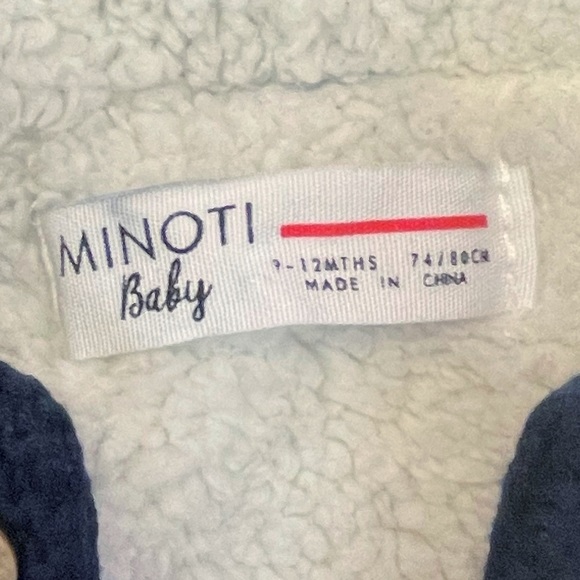 MINOTI
Baby
9-12MTHS 74/80CM
MADE IN CHINA